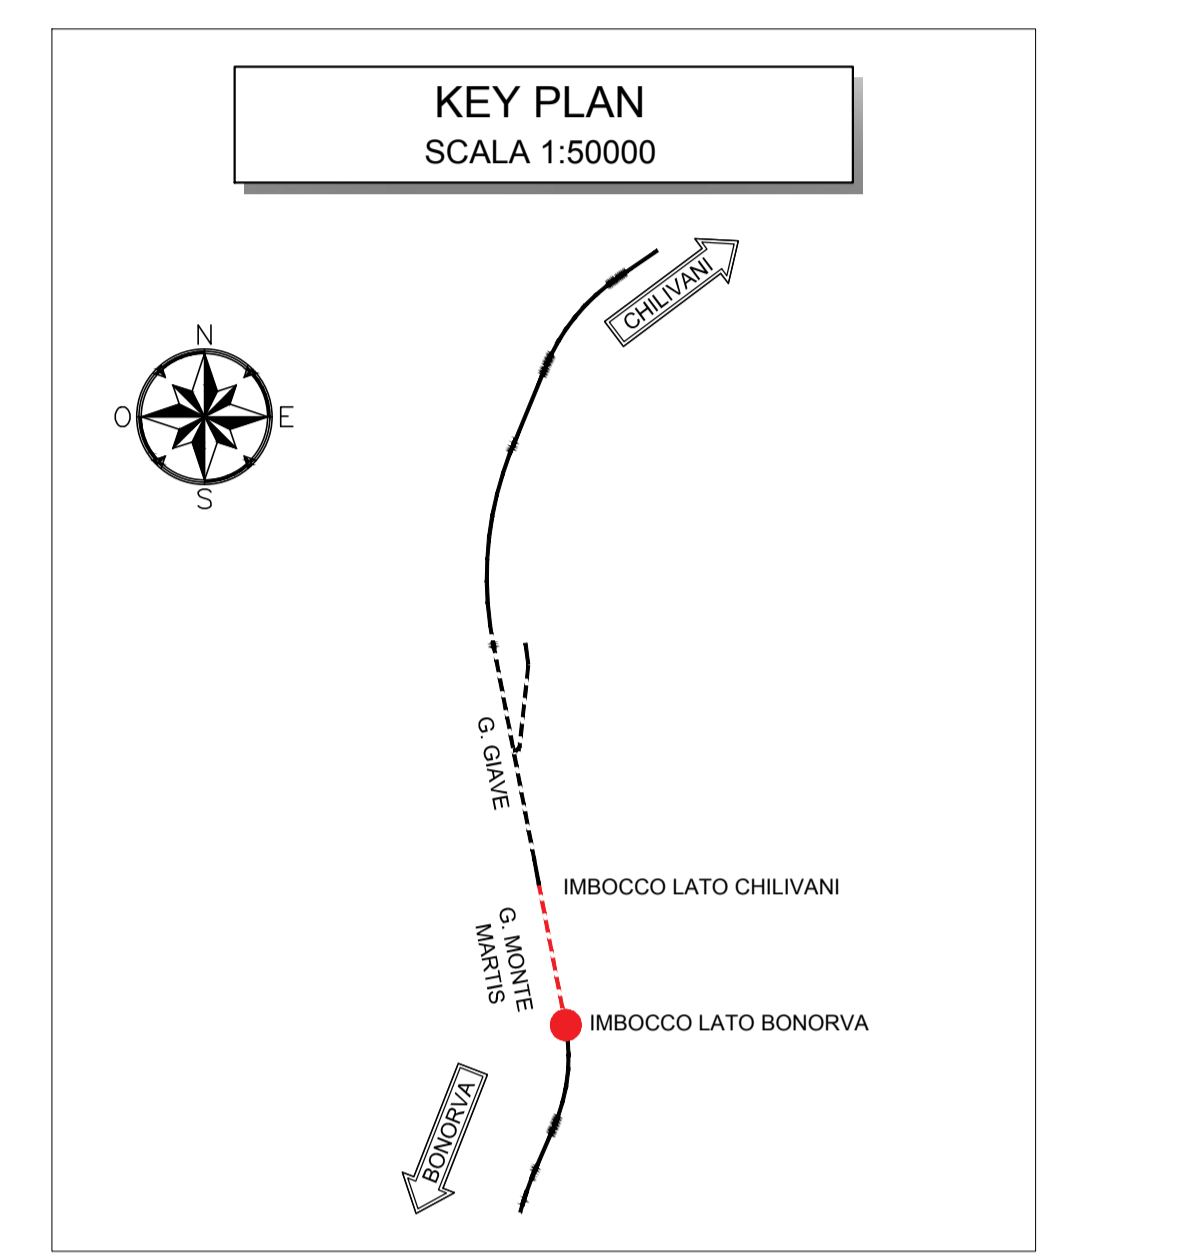 KEY PLAN
SCALA 1:50000
CHILIVANI
N
O
E
S
G. GIAVE
IMBOCCO LATO CHILIVANI
G. MONTE
MARTIS
IMBOCCO LATO BONORVA
BONORVA